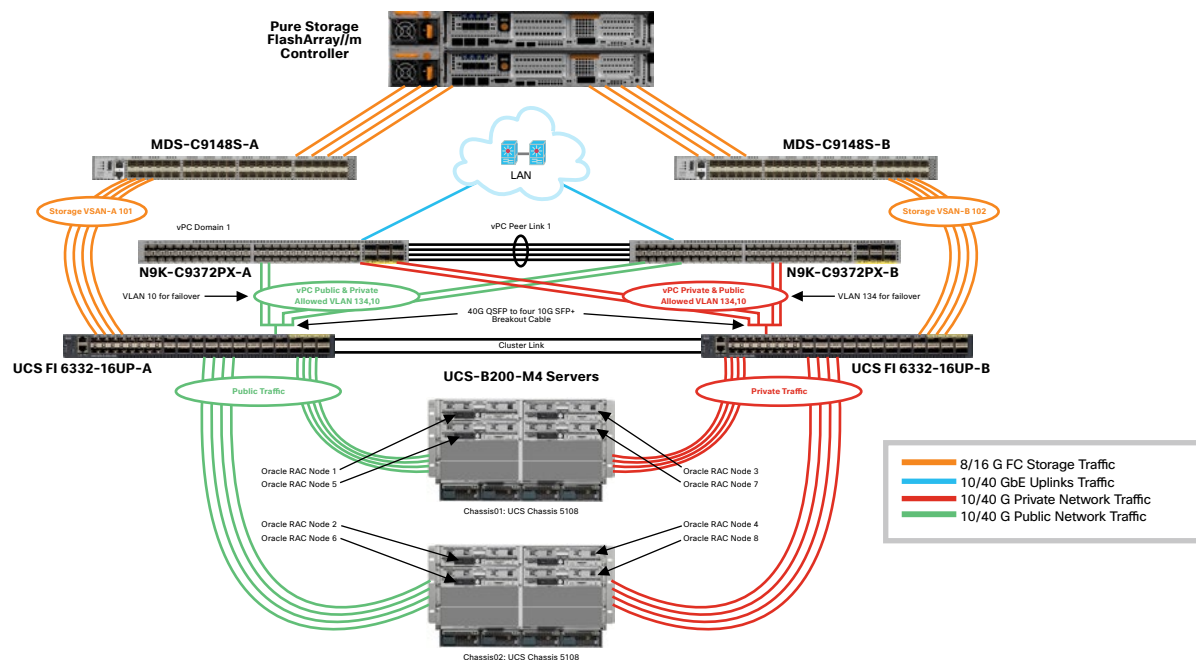 Pure Storage
FlashArray//m
Controller
MDS-C9148S-A
MDS-C9148S-B
LAN
Storage VSAN-A 101
Storage VSAN-B 102
vPC Domain 1
vPC Peer Link 1
N9K-C9372PX-A
N9K-C9372PX-B
VLAN 10 for failover
vPC Public & Private
Allowed VLAN 134,10
vPC Private & Public
Allowed VLAN 134,10
VLAN 134 for failover
40G QSFP to four 10G SFP+
Breakout Cable
Cluster Link
UCS FI 6332-16UP-A
UCS FI 6332-16UP-B
UCS-B200-M4 Servers
Public Traffic
Private Traffic
Oracle RAC Node 1
Oracle RAC Node 5
Oracle RAC Node 3
Oracle RAC Node 7
Chassis01: UCS Chassis 5108
Oracle RAC Node 2
Oracle RAC Node 6
Oracle RAC Node 4
Oracle RAC Node 8
Chassis02: UCS Chassis 5108
8/16 G FC Storage Traffic
10/40 GbE Uplinks Traffic
10/40 G Private Network Traffic
10/40 G Public Network Traffic